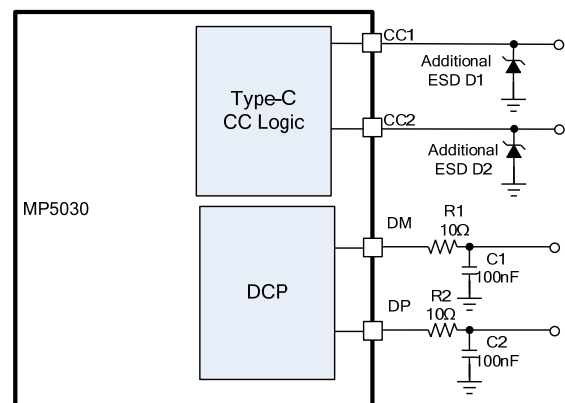 CC1
Additional
ESD D1
Type-C
CC Logic
CC2
Additional
ESD D2
MP5030
DM
R1
10Ω
C1
100nF
DCP
DP
R2
10Ω
C2
100nF